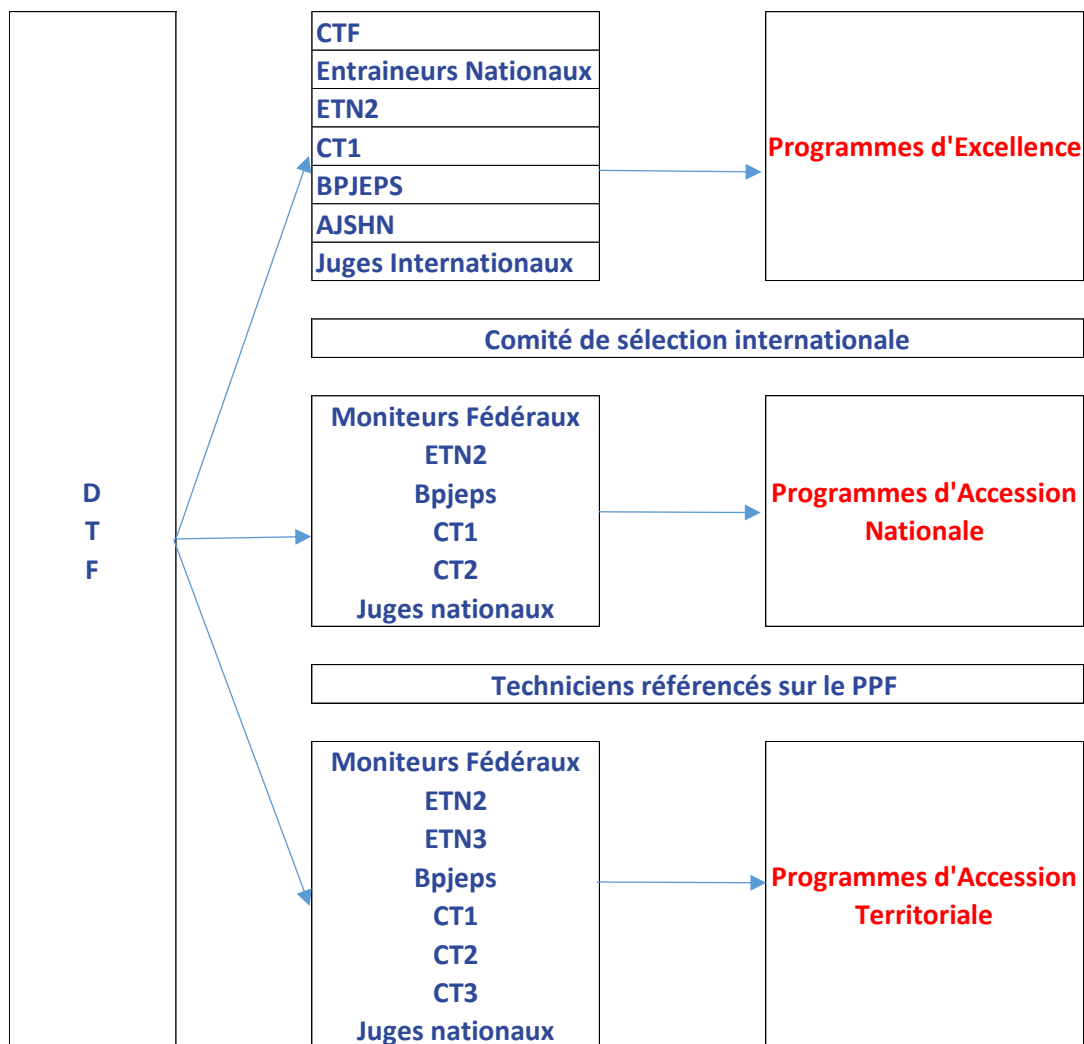 D
T
F
CTF
Entraineurs Nationaux
ETN2
CT1
BPJEPS
AJSHN
Juges Internationaux
Programmes d'Excellence
Comité de sélection internationale
Moniteurs Fédéraux
ETN2
Bpjeps
CT1
CT2
Juges nationaux
Programmes d'Accession
Nationale
Techniciens référencés sur le PPF
Moniteurs Fédéraux
ETN2
ETN3
Bpjeps
CT1
CT2
CT3
Juges nationaux
Programmes d'Accession
Territoriale